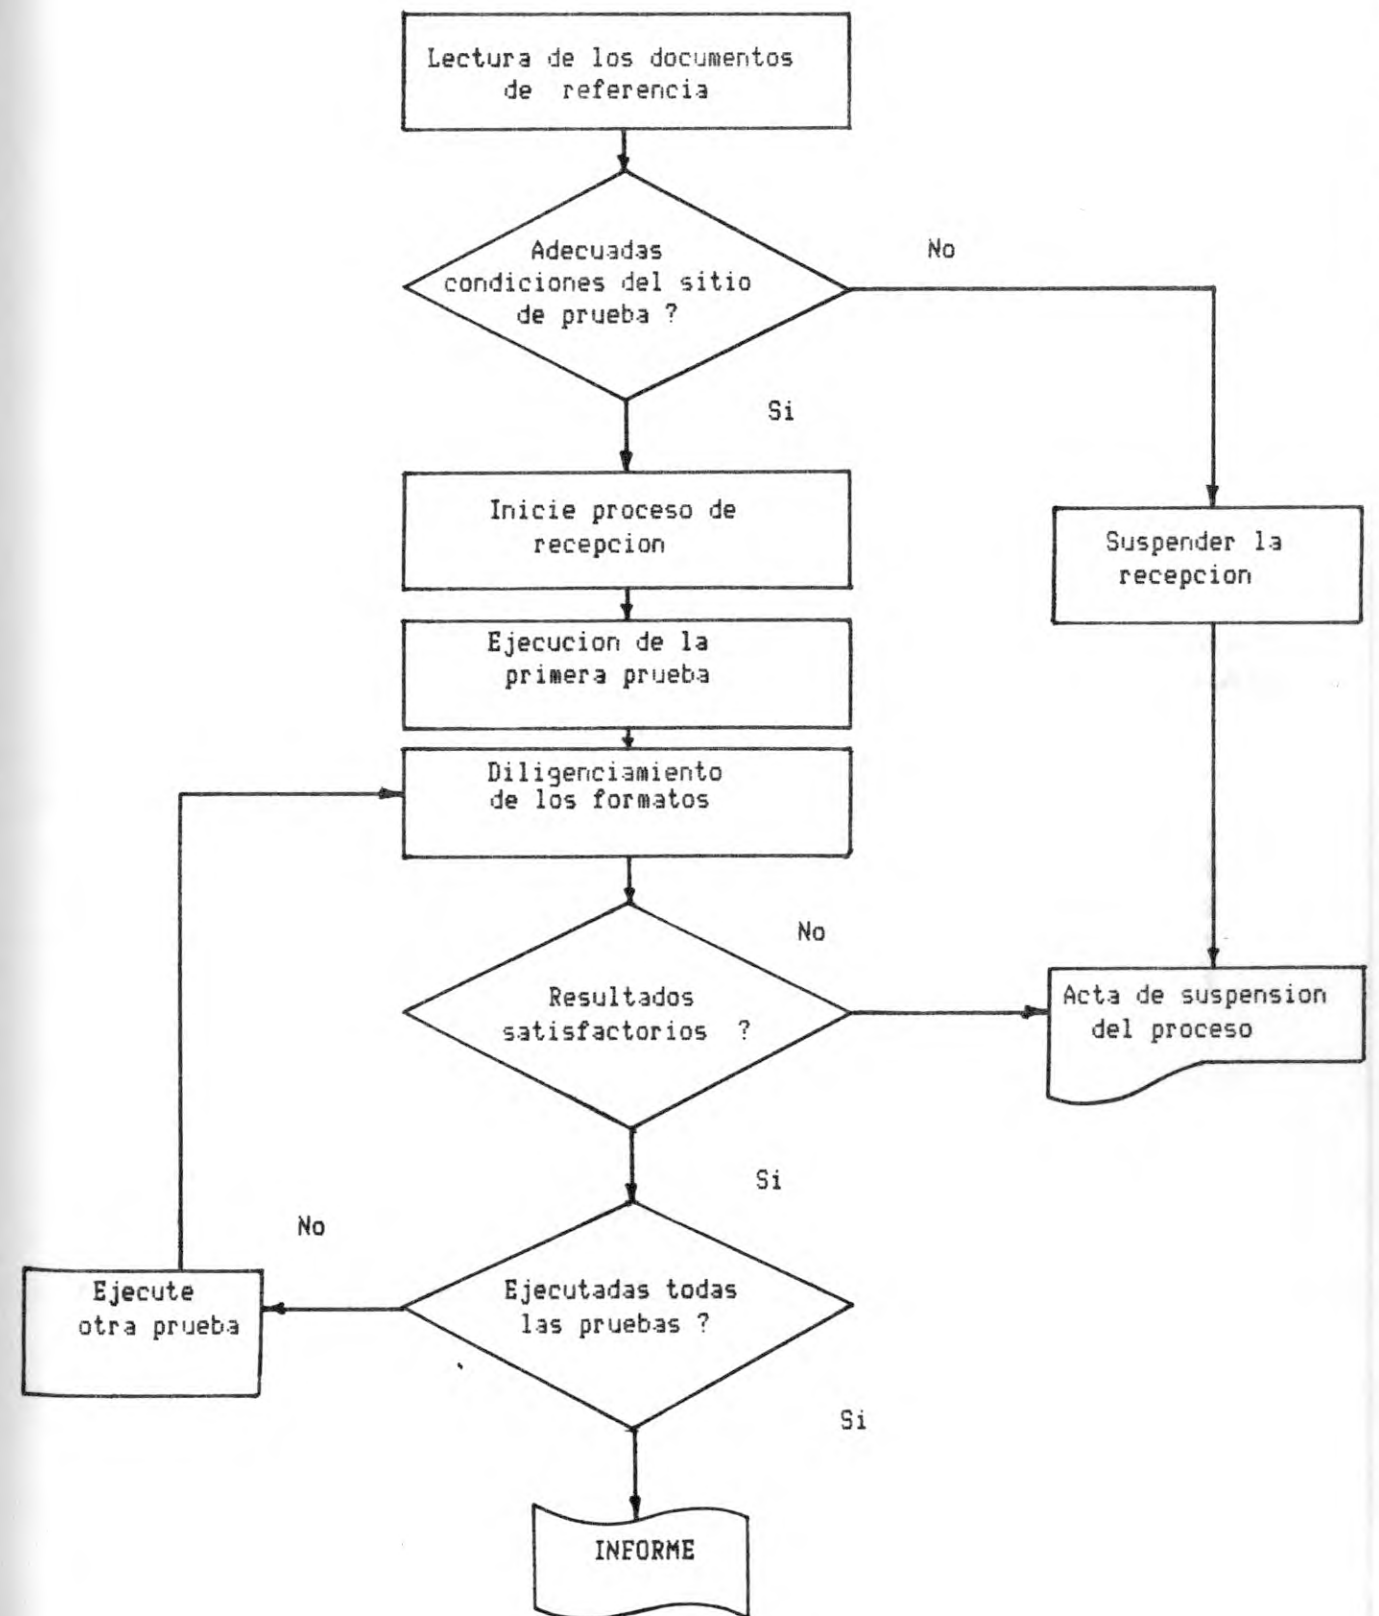 Lectura de los documentos
de referencia
Adecuadas
condiciones del sitio
de prueba ?
No
Si
Inicie proceso de
recepcion
Suspender la
recepcion
Ejecucion de la
primera prueba
Diligenciamiento
de los formatos
No
Resultados
satisfactorios ?
Acta de suspension
del proceso
Si
No
Ejecutadas todas
las pruebas ?
Ejecute
otra prueba
Si
INFORME